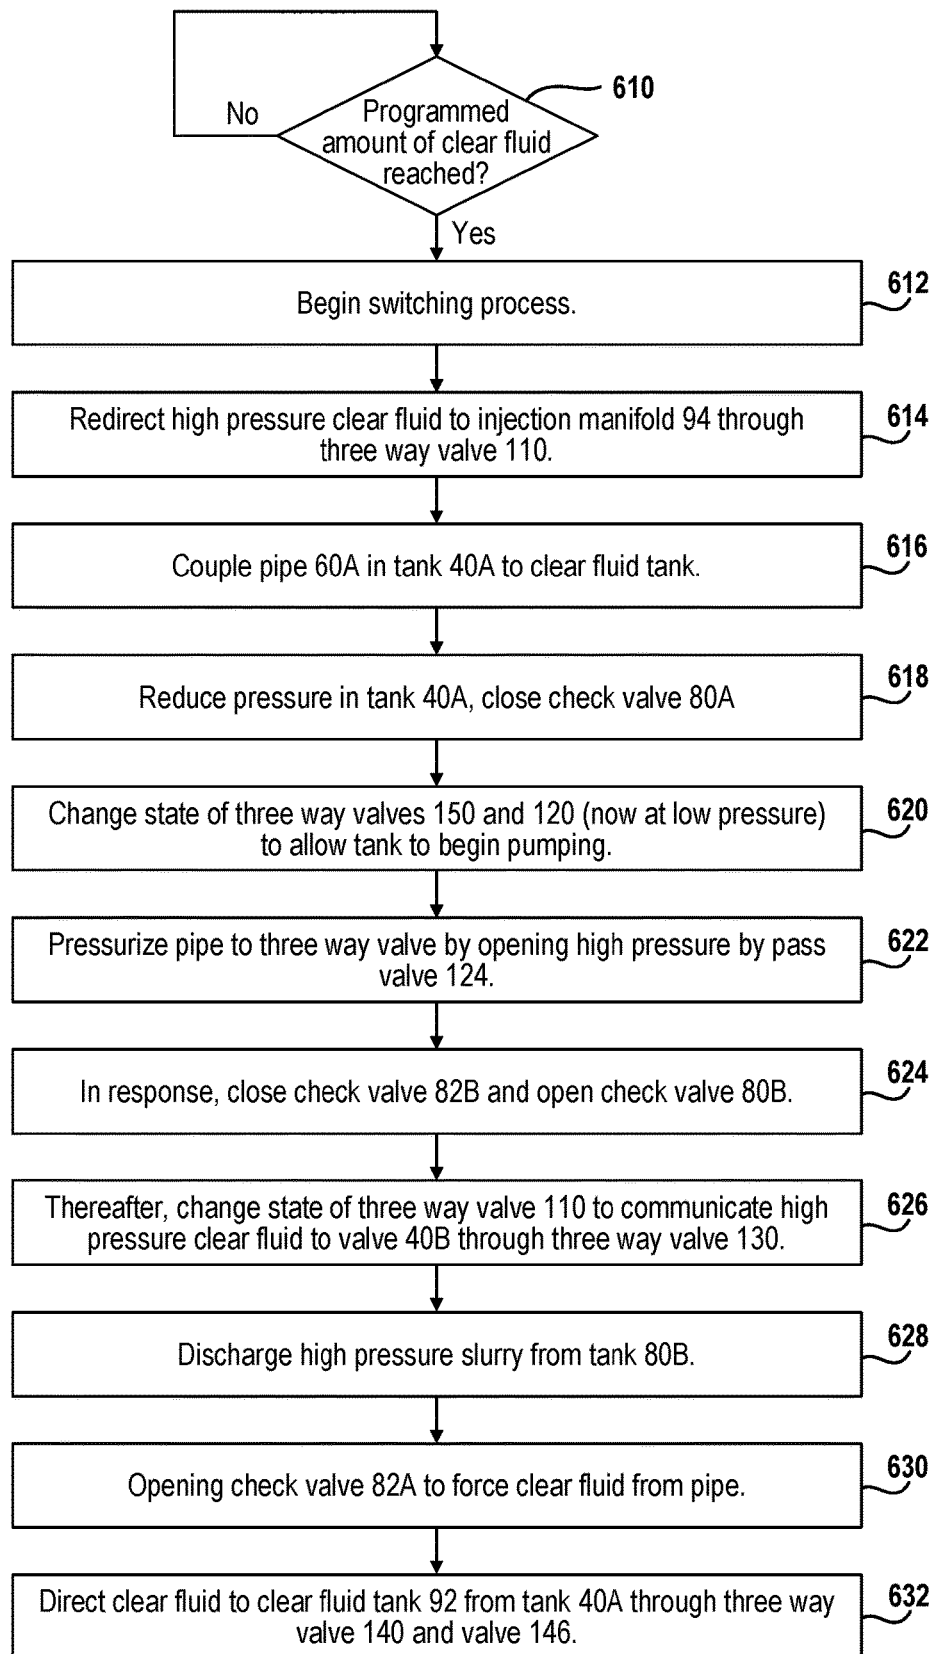 610
No
Programmed
amount of clear fluid
reached?
Yes
612
Begin switching process.
614
Redirect high pressure clear fluid to injection manifold 94 through
three way valve 110.
616
Couple pipe 60A in tank 40A to clear fluid tank.
618
Reduce pressure in tank 40A, close check valve 80A
620
Change state of three way valves 150 and 120 (now at low pressure)
to allow tank to begin pumping.
622
Pressurize pipe to three way valve by opening high pressure by pass
valve 124.
624
In response, close check valve 82B and open check valve 80B.
626
Thereafter, change state of three way valve 110 to communicate high
pressure clear fluid to valve 40B through three way valve 130.
628
Discharge high pressure slurry from tank 80B.
630
Opening check valve 82A to force clear fluid from pipe.
632
Direct clear fluid to clear fluid tank 92 from tank 40A through three way
valve 140 and valve 146.